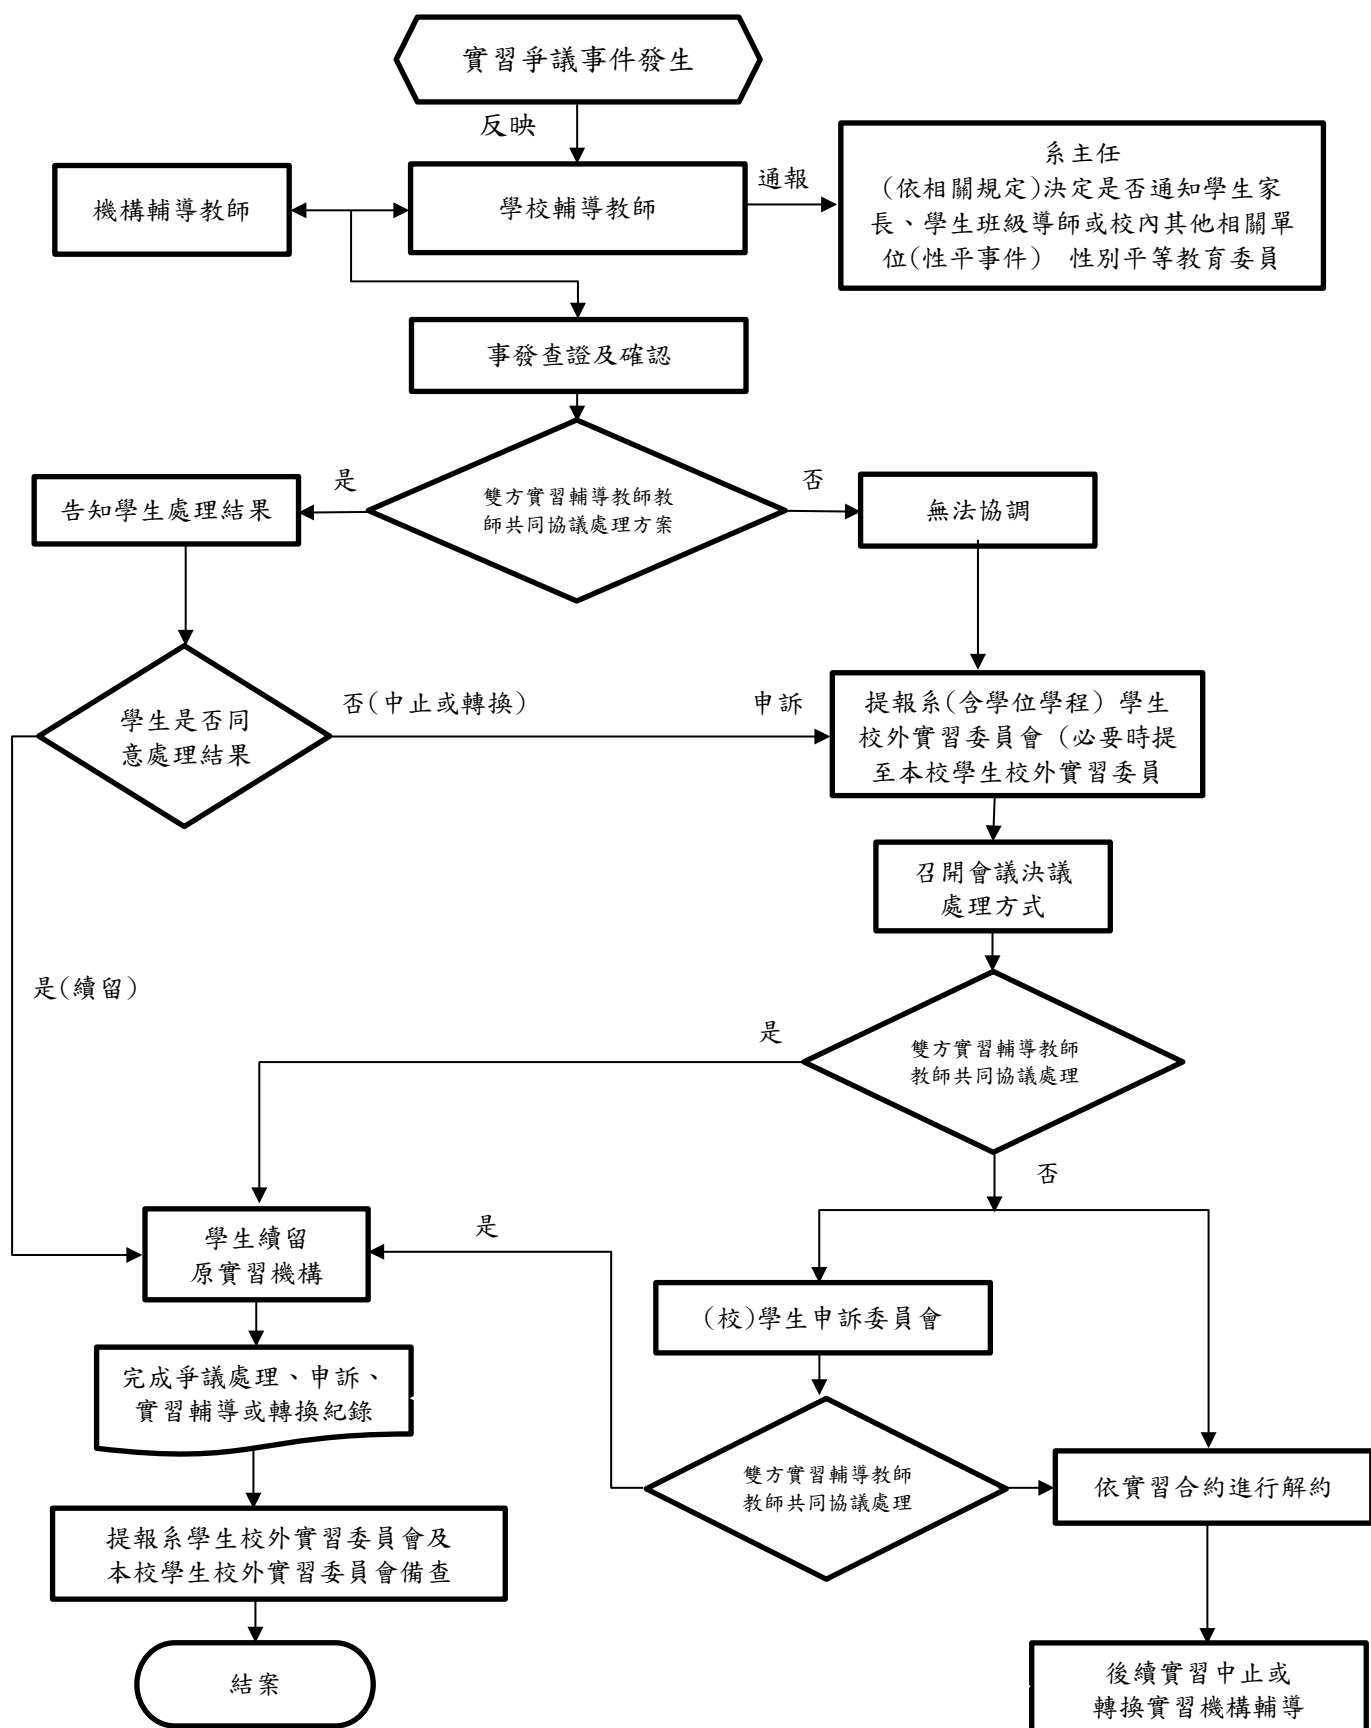 實習爭議事件發生
反映
機構輔導教師
學校輔導教師
通報
系主任
(依相關規定)決定是否通知學生家
長、學生班級導師或校內其他相關單
位(性平事件) 性別平等教育委員
事發查證及確認
告知學生處理結果
是
雙方實習輔導教師教
師共同協議處理方案
否
無法協調
學生是否同
意處理結果
否(中止或轉換)
申訴
提報系(含學位學程) 學生
校外實習委員會 (必要時提
至本校學生校外實習委員
召開會議決議
處理方式
是(續留)
是
雙方實習輔導教師
教師共同協議處理
否
學生續留
原實習機構
是
(校)學生申訴委員會
完成爭議處理、申訴、
實習輔導或轉換紀錄
雙方實習輔導教師
教師共同協議處理
依實習合約進行解約
提報系學生校外實習委員會及
本校學生校外實習委員會備查
結案
後續實習中止或
轉換實習機構輔導